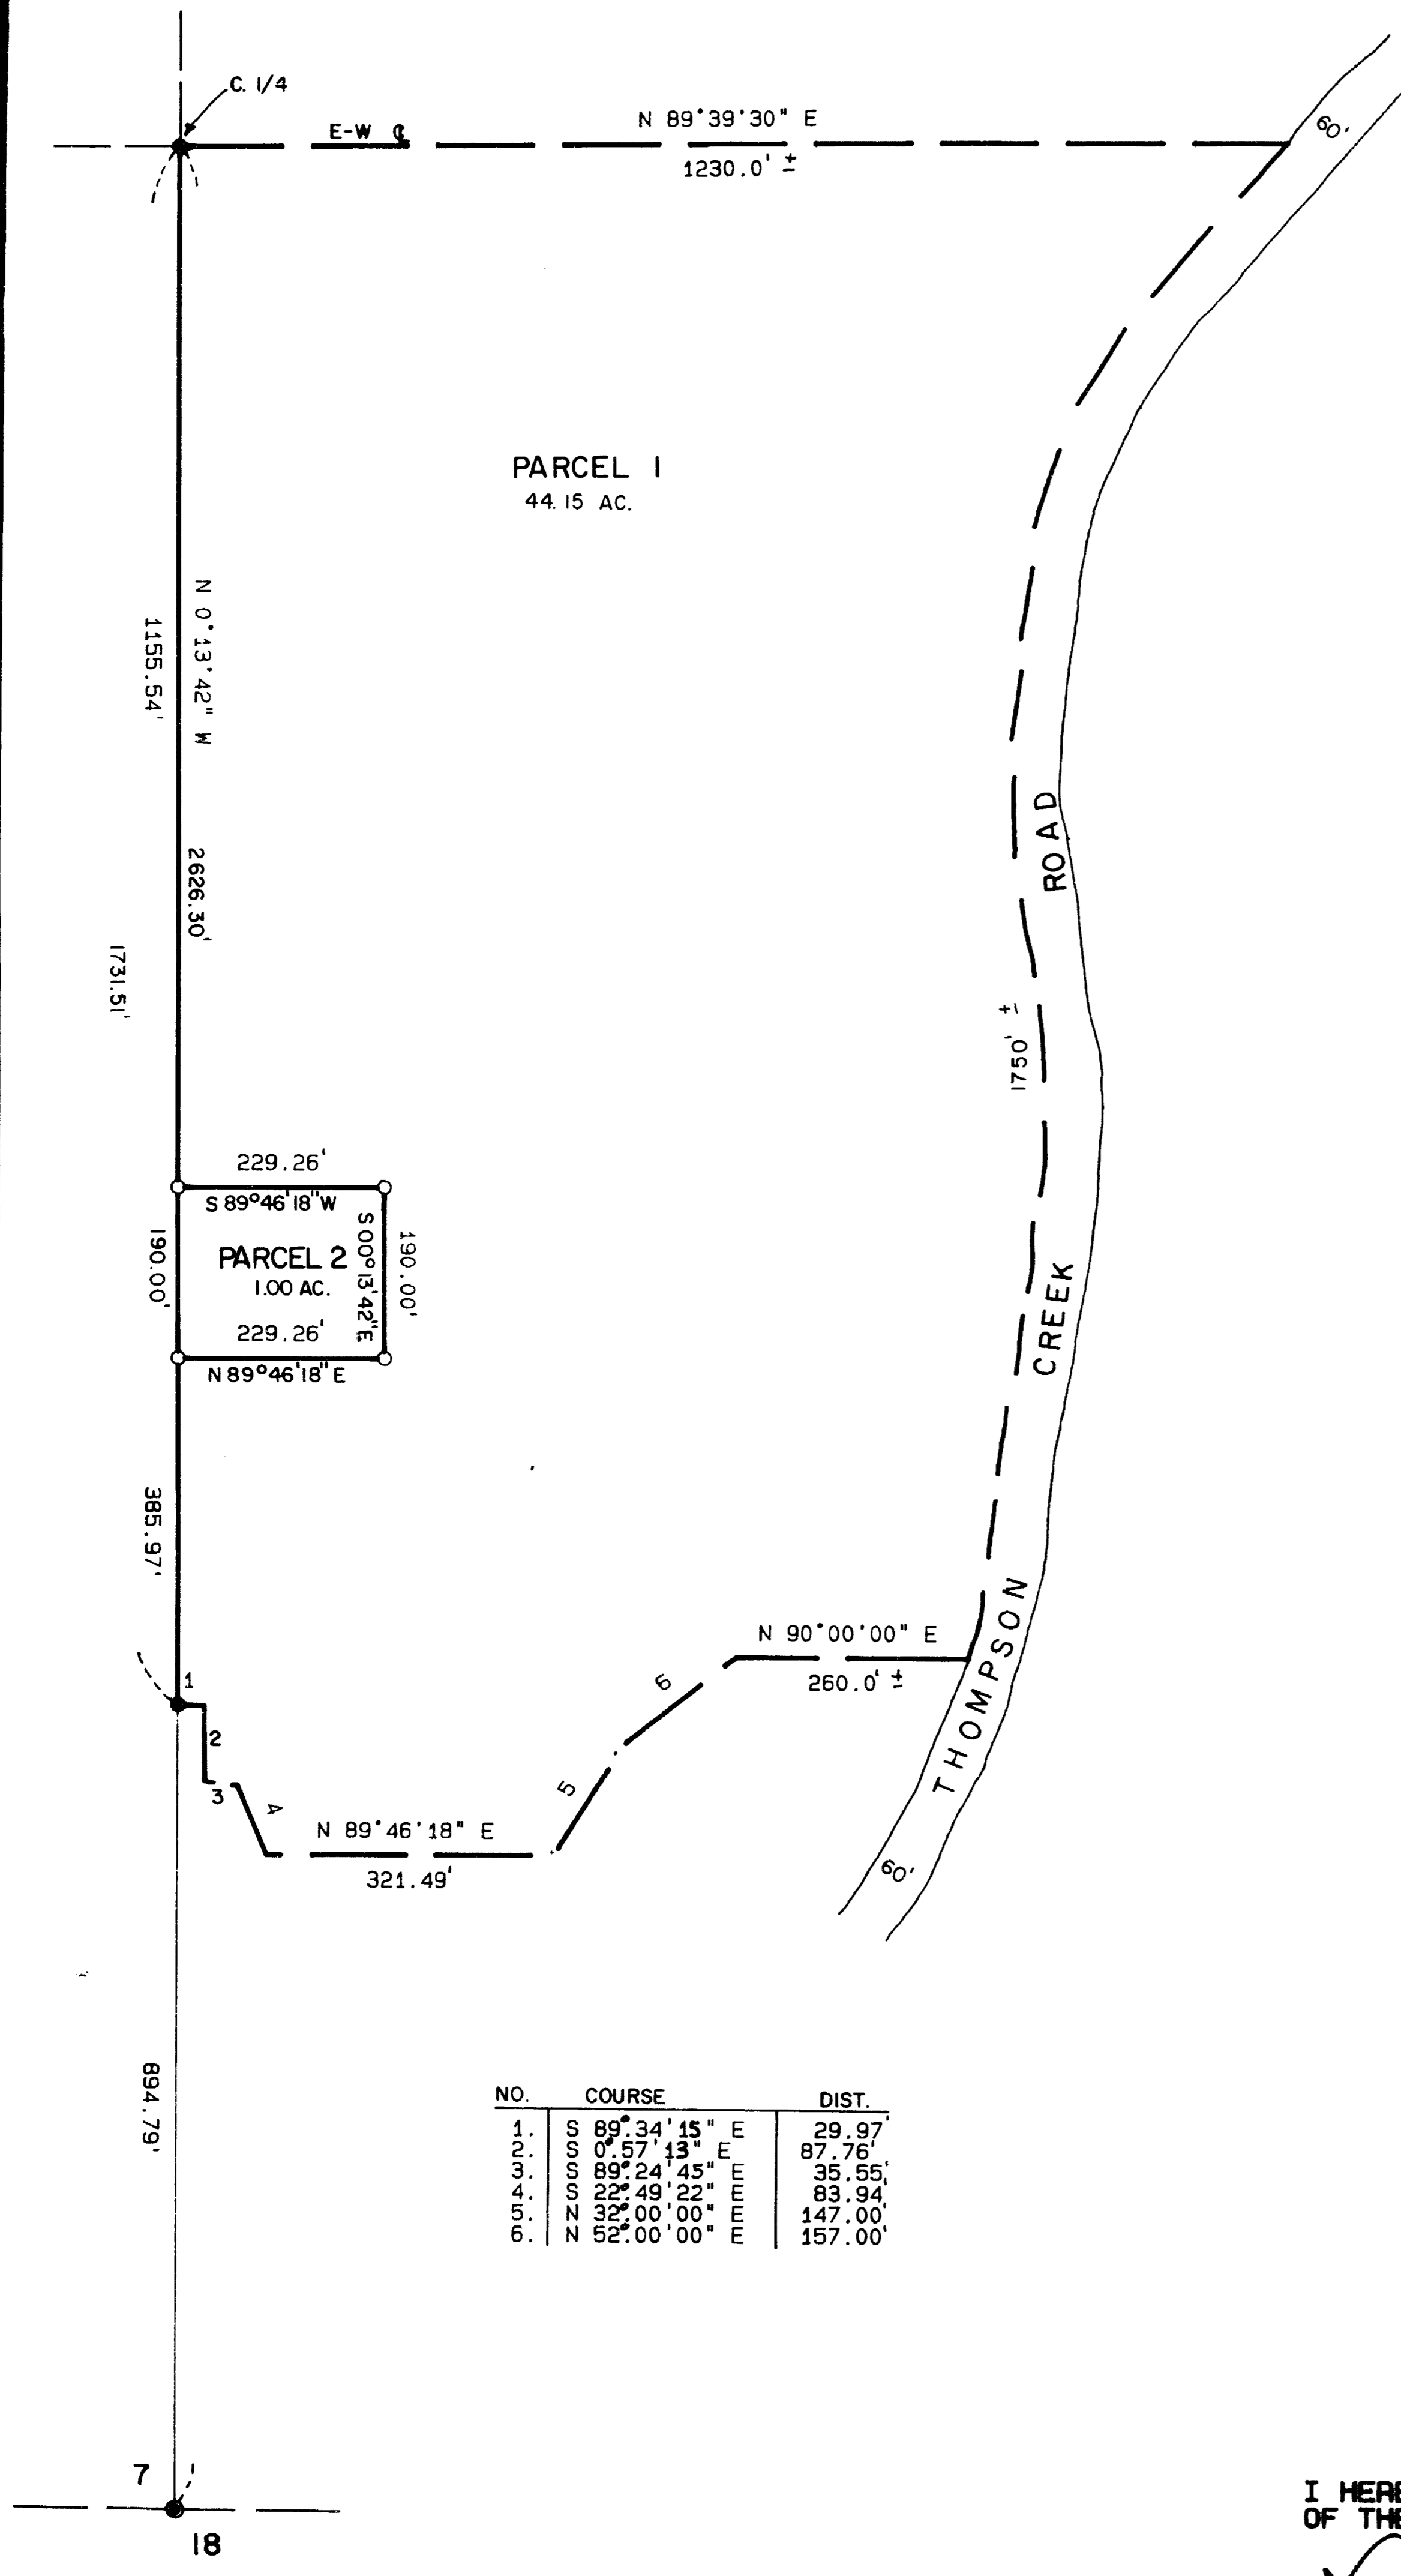 C. 1/4
E-W ℄
N 89°39'30" E
1230.0' ±
60'
PARCEL 1
44.15 AC.
N 0°13'42" W
1155.54'
2626.30'
1731.51'
ROAD
1750' ±
229.26'
S 89°46'18" W
190.00'
PARCEL 2
1.00 AC.
S 00°13'42" E
190.00'
229.26'
N 89°46'18" E
CREEK
385.97'
THOMPSON
N 90°00'00" E
260.0' ±
1
2
3
4
5
6
N 89°46'18" E
321.49'
60'
894.79'
NO. COURSE DIST.
1. S 89°34'15" E 29.97'
2. S 0°57'13" E 87.76'
3. S 89°24'45" E 35.55'
4. S 22°49'22" E 83.94'
5. N 32°00'00" E 147.00'
6. N 52°00'00" E 157.00'
7
18
I HERE
OF THE